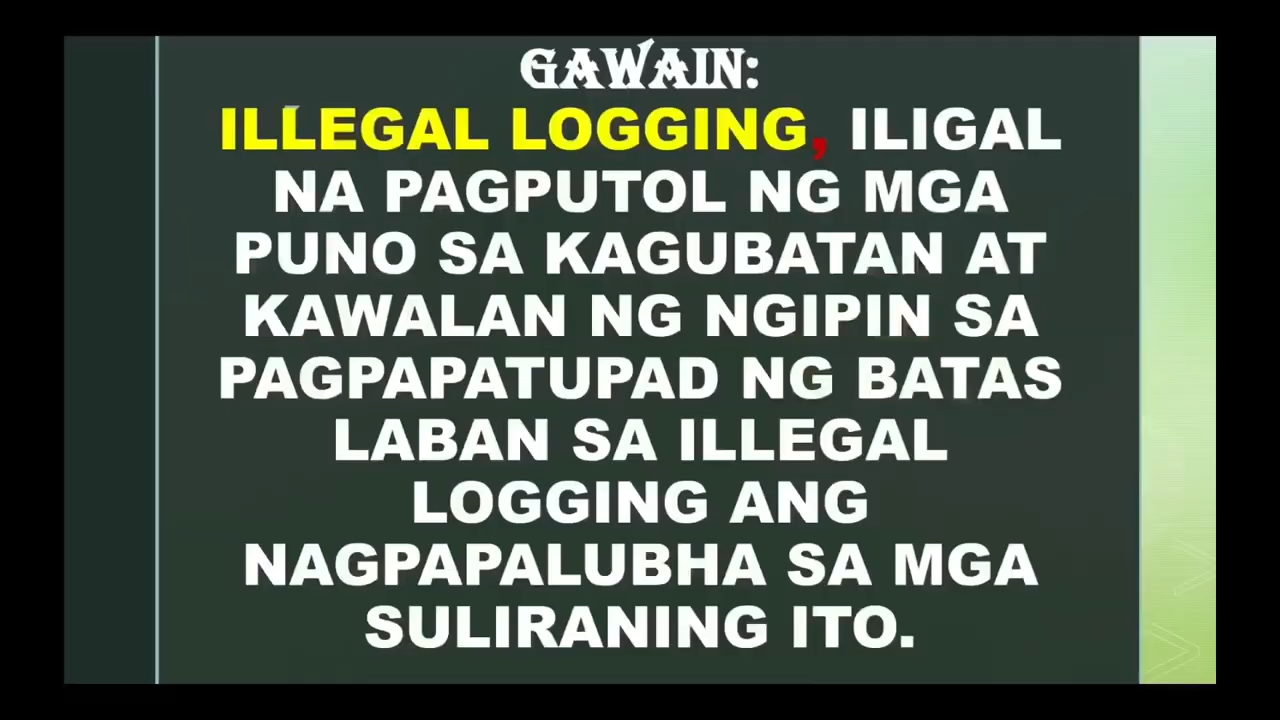 GAWAIN:
ILLEGAL LOGGING, ILIGAL
NA PAGPUTOL NG MGA
PUNO SA KAGUBATAN AT
KAWALAN NG NGIPIN SA
PAGPAPATUPAD NG BATAS
LABAN SA ILLEGAL
LOGGING ANG
NAGPAPALUBHA SA MGA
SULIRANING ITO.